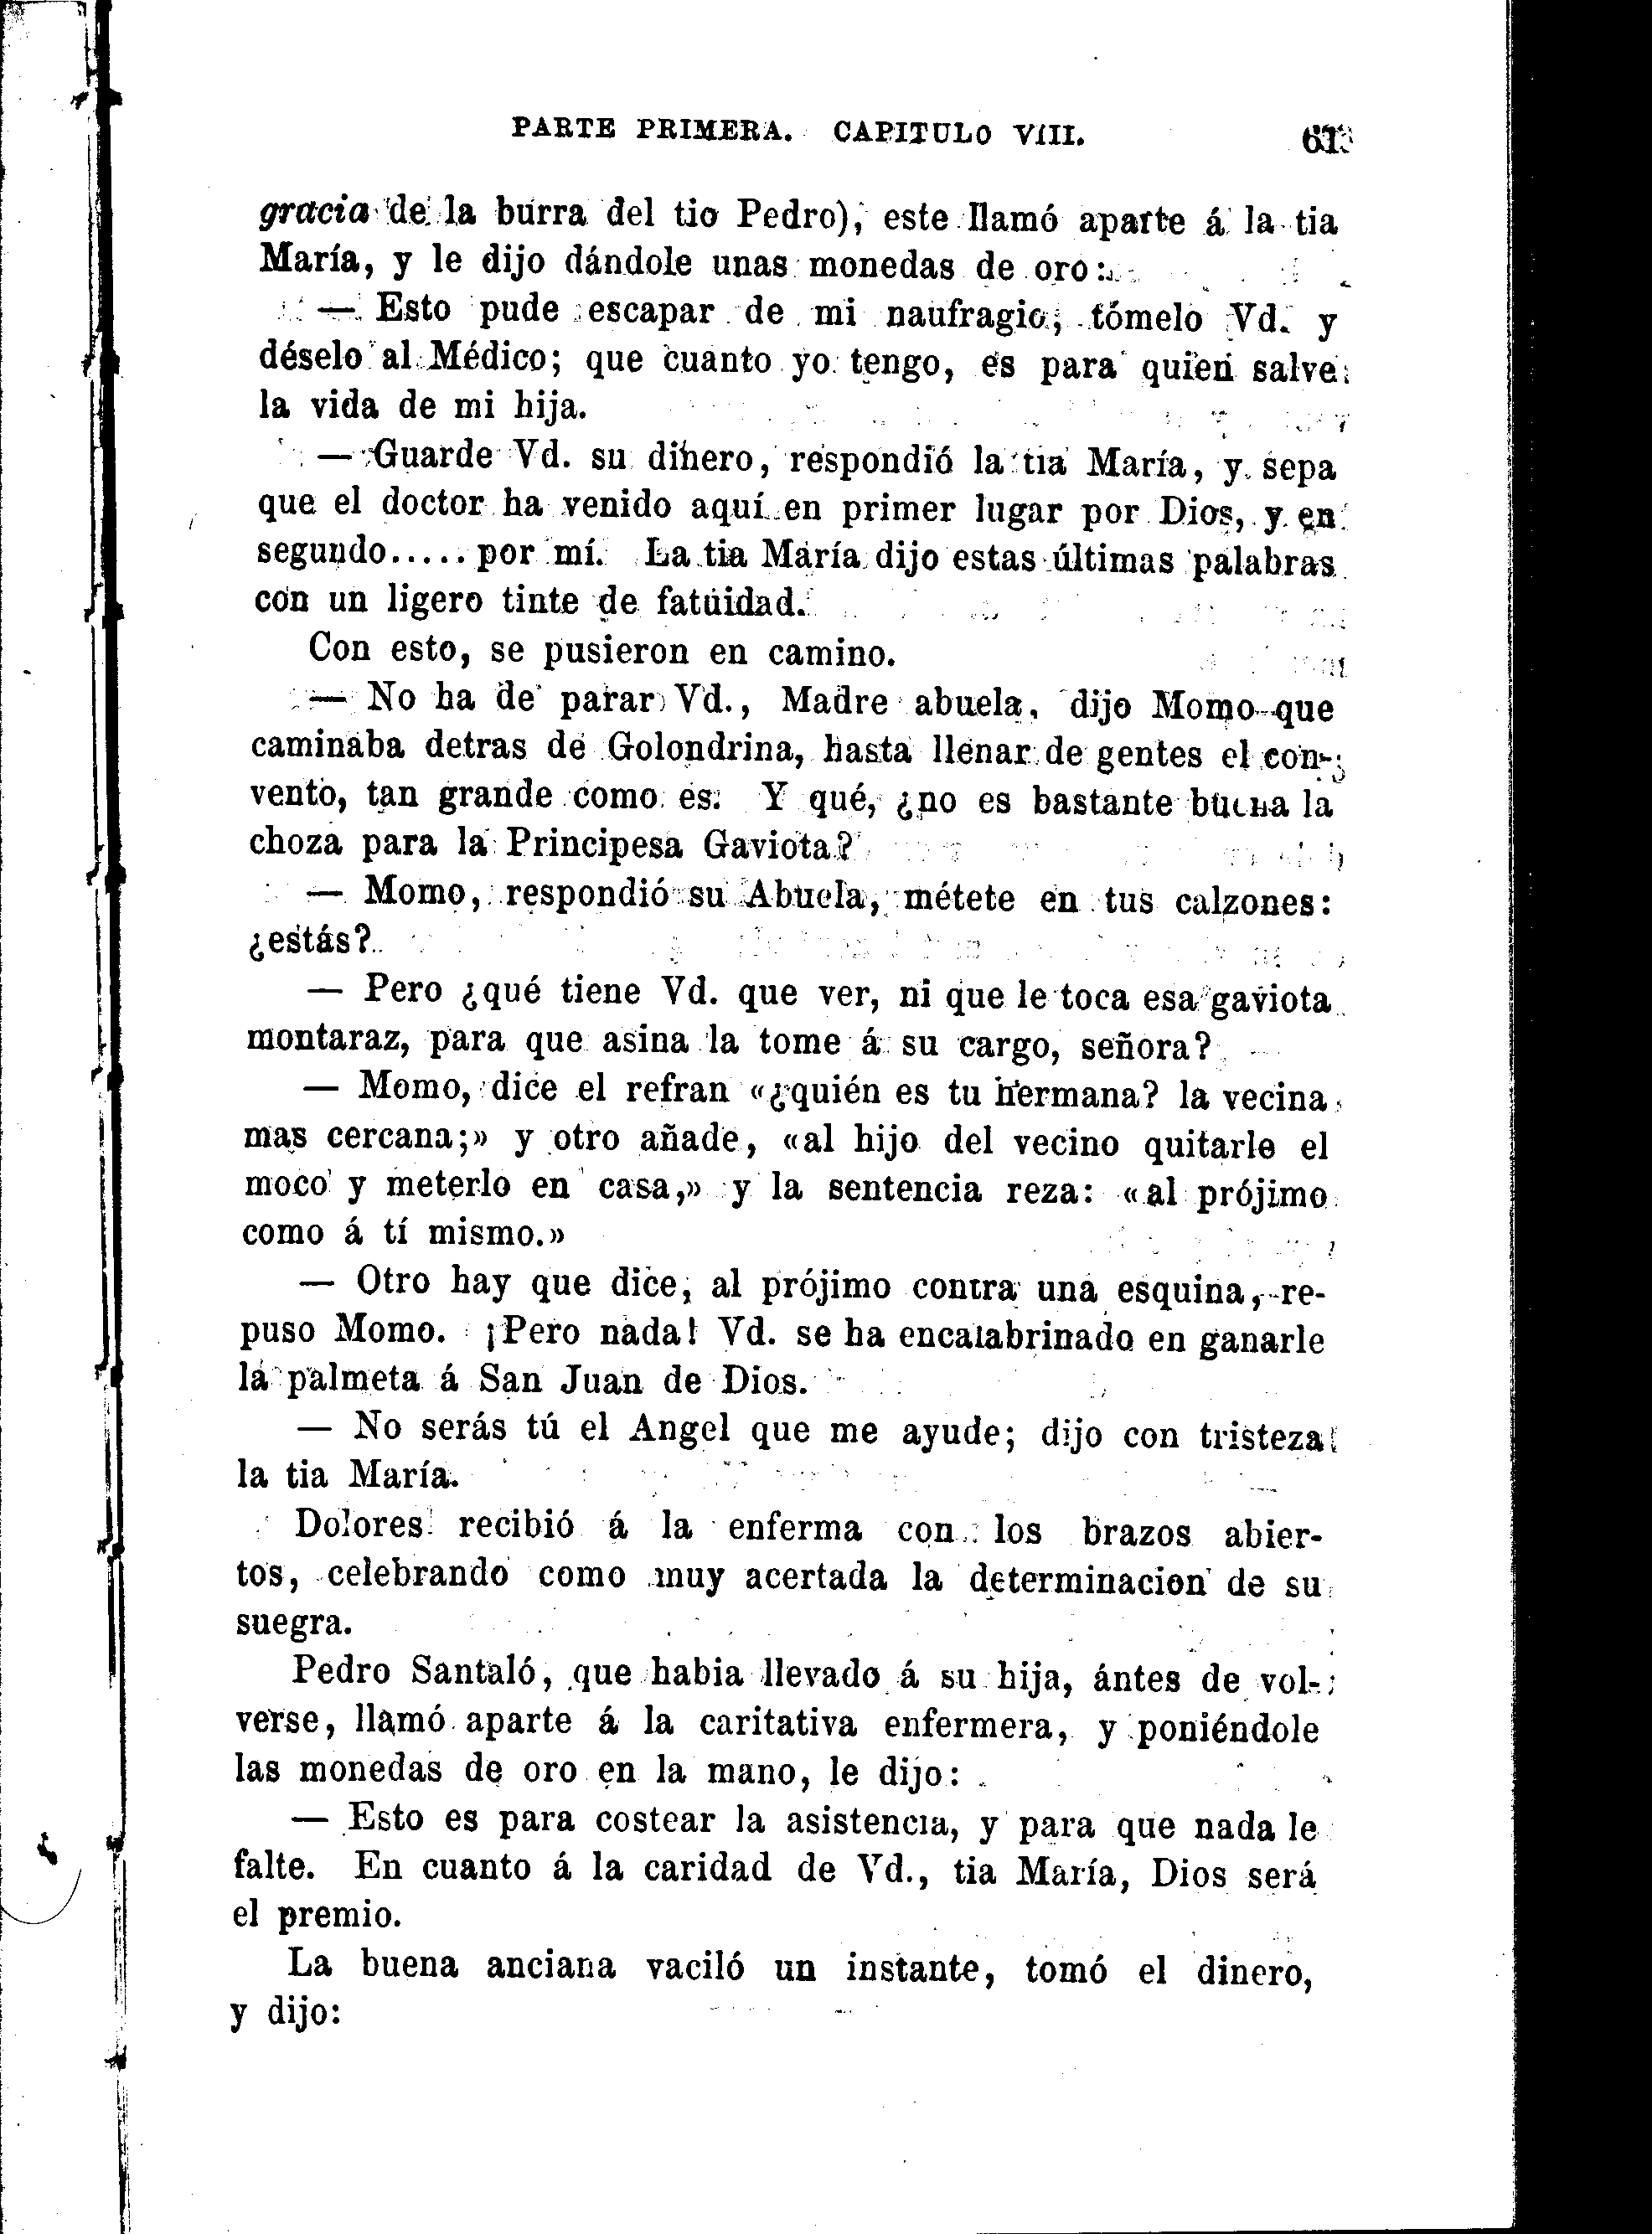 PARTE PRIMERA. CAPITULO VIII. 61
gracia de la burra del tio Pedro), este llamó aparte á la tia
María, y le dijo dándole unas monedas de oro:
— Esto pude escapar de mi naufragio; tómelo Vd. y
déselo al Médico; que cuanto yo tengo, es para quien salve
la vida de mi hija.
— Guarde Vd. su dinero, respondió la tia María, y sepa
que el doctor ha venido aquí en primer lugar por Dios, y en
segundo..... por mí. La tia María dijo estas últimas palabras
con un ligero tinte de fatuidad.
Con esto, se pusieron en camino.
— No ha de parar Vd., Madre abuela, dijo Momo que
caminaba detras de Golondrina, hasta llenar de gentes el con-
vento, tan grande como es. Y qué, ¿no es bastante buena la
choza para la Principesa Gaviota?
— Momo, respondió su Abuela, métete en tus calzones:
¿estás?
— Pero ¿qué tiene Vd. que ver, ni que le toca esa gaviota
montaraz, para que asina la tome á su cargo, señora?
— Momo, dice el refran «¿quién es tu hermana? la vecina
mas cercana;» y otro añade, «al hijo del vecino quitarle el
moco y meterlo en casa,» y la sentencia reza: «al prójimo
como á tí mismo.»
— Otro hay que dice, al prójimo contra una esquina, re-
puso Momo. ¡Pero nada! Vd. se ha encalabrinado en ganarle
la palmeta á San Juan de Dios.
— No serás tú el Angel que me ayude; dijo con tristeza
la tia María.
Dolores recibió á la enferma con los brazos abier-
tos, celebrando como muy acertada la determinacion de su
suegra.
Pedro Santaló, que habia llevado á su hija, ántes de vol-
verse, llamó aparte á la caritativa enfermera, y poniéndole
las monedas de oro en la mano, le dijo:
— Esto es para costear la asistencia, y para que nada le
falte. En cuanto á la caridad de Vd., tia María, Dios será
el premio.
La buena anciana vaciló un instante, tomó el dinero,
y dijo: